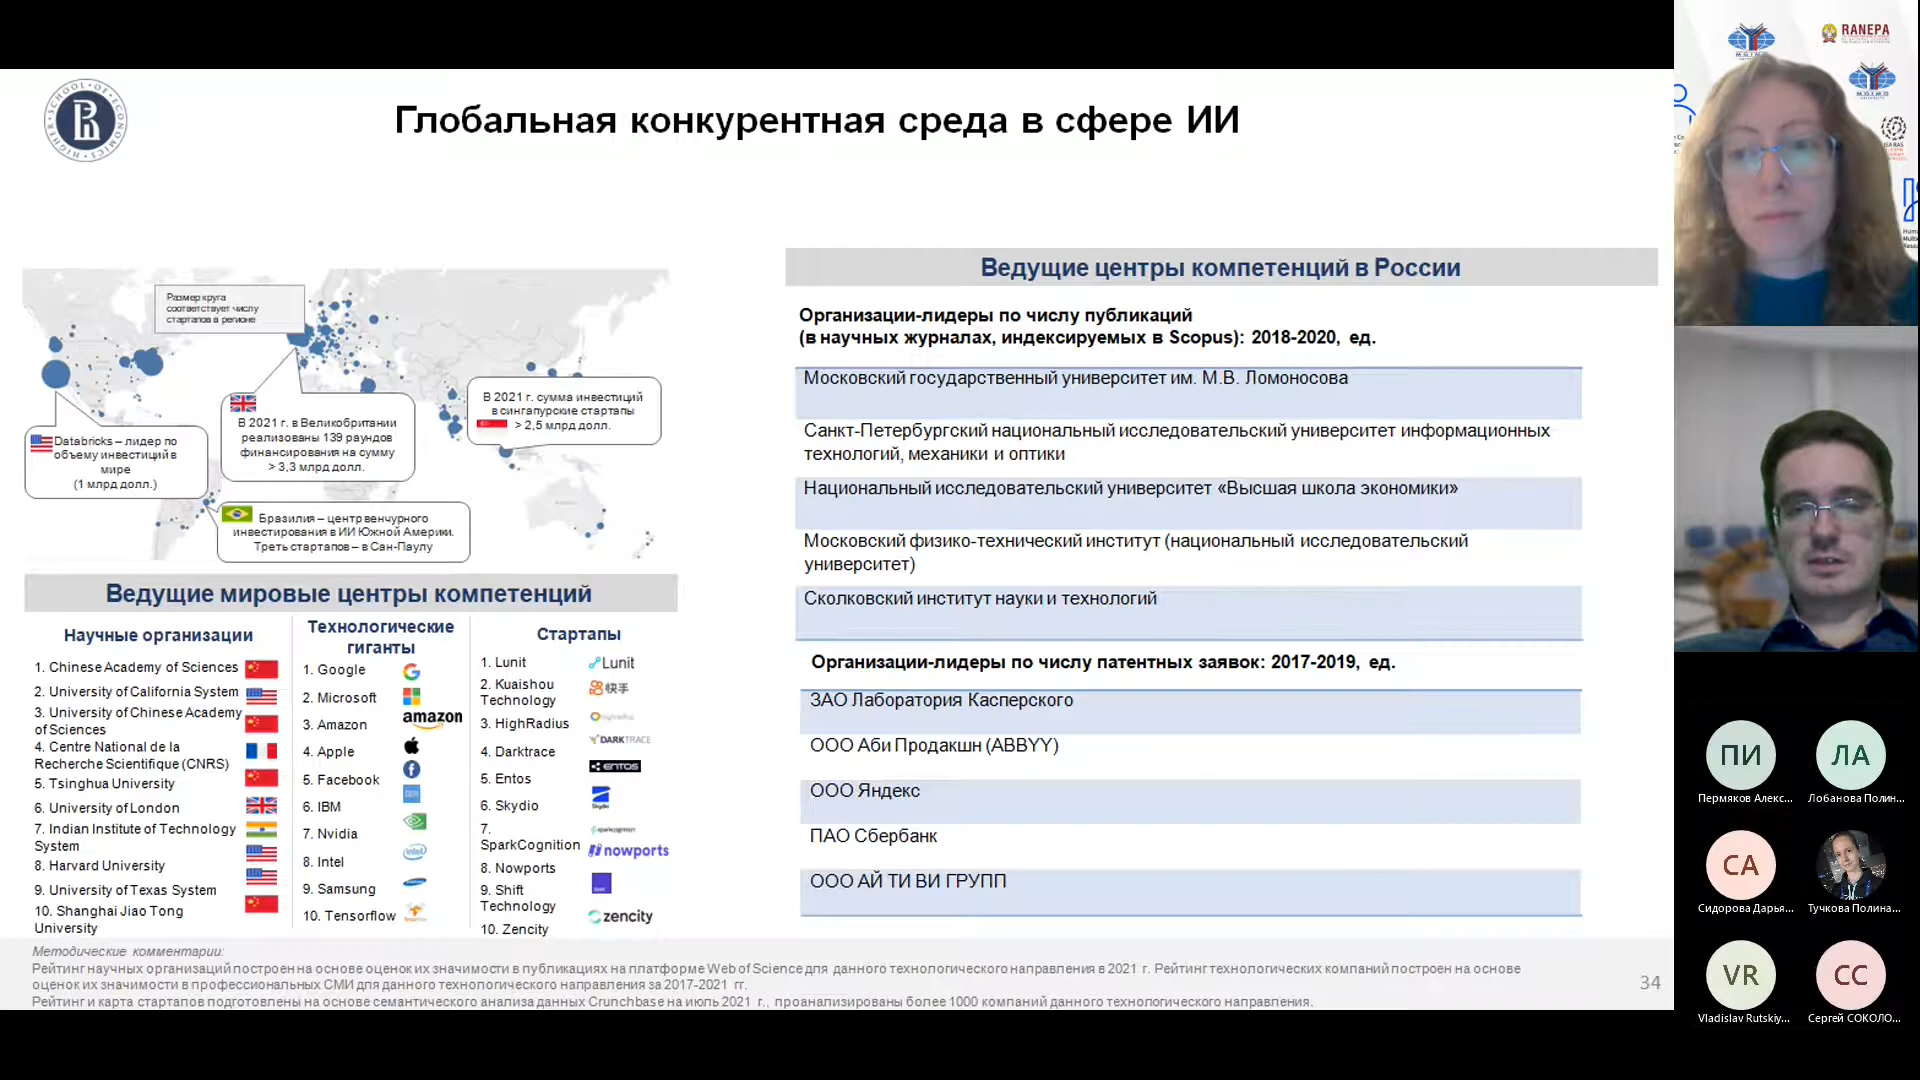 HIGHER SCHOOL OF ECONOMICS
Глобальная конкурентная среда в сфере ИИ
Размер круга
соответствует числу
стартапов в регионе
Databricks – лидер по
объему инвестиций в
мире
(1 млрд долл.)
В 2021 г. в Великобритании
реализованы 139 раундов
финансирования на сумму
> 3,3 млрд долл.
В 2021 г. сумма инвестиций
в сингапурские стартапы
> 2,5 млрд долл.
Бразилия – центр венчурного
инвестирования в ИИ Южной Америки.
Треть стартапов – в Сан-Паулу
Ведущие мировые центры компетенций
Научные организации
1. Chinese Academy of Sciences
2. University of California System
3. University of Chinese Academy
of Sciences
4. Centre National de la
Recherche Scientifique (CNRS)
5. Tsinghua University
6. University of London
7. Indian Institute of Technology
System
8. Harvard University
9. University of Texas System
10. Shanghai Jiao Tong
University
Технологические
гиганты
1. Google
2. Microsoft
3. Amazon
amazon
4. Apple
5. Facebook
6. IBM
7. Nvidia
8. Intel
intel
9. Samsung
10. Tensorflow
Стартапы
1. Lunit
Lunit
2. Kuaishou
Technology
快手
3. HighRadius
4. Darktrace
DARKTRACE
5. Entos
ENTOS
6. Skydio
Skydio
7.
SparkCognition
sparkcognition
nowports
8. Nowports
9. Shift
Technology
zencity
10. Zencity
Ведущие центры компетенций в России
Организации-лидеры по числу публикаций
(в научных журналах, индексируемых в Scopus): 2018-2020, ед.
Московский государственный университет им. М.В. Ломоносова
Санкт-Петербургский национальный исследовательский университет информационных
технологий, механики и оптики
Национальный исследовательский университет «Высшая школа экономики»
Московский физико-технический институт (национальный исследовательский
университет)
Сколковский институт науки и технологий
Организации-лидеры по числу патентных заявок: 2017-2019, ед.
ЗАО Лаборатория Касперского
ООО Аби Продакшн (ABBYY)
ООО Яндекс
ПАО Сбербанк
ООО АЙ ТИ ВИ ГРУПП
Методические комментарии:
Рейтинг научных организаций построен на основе оценок их значимости в публикациях на платформе Web of Science для данного технологического направления в 2021 г. Рейтинг технологических компаний построен на основе
оценок их значимости в профессиональных СМИ для данного технологического направления за 2017-2021 гг.
Рейтинг и карта стартапов подготовлены на основе семантического анализа данных Crunchbase на июль 2021 г., проанализированы более 1000 компаний данного технологического направления.
34
RANEPA
MGIMO
ПИ
Пермяков Алекс...
ЛА
Лобанова Полин...
СА
Сидорова Дарья...
Тучкова Полина...
VR
Vladislav Rutskiy...
СС
Сергей СОКОЛО...